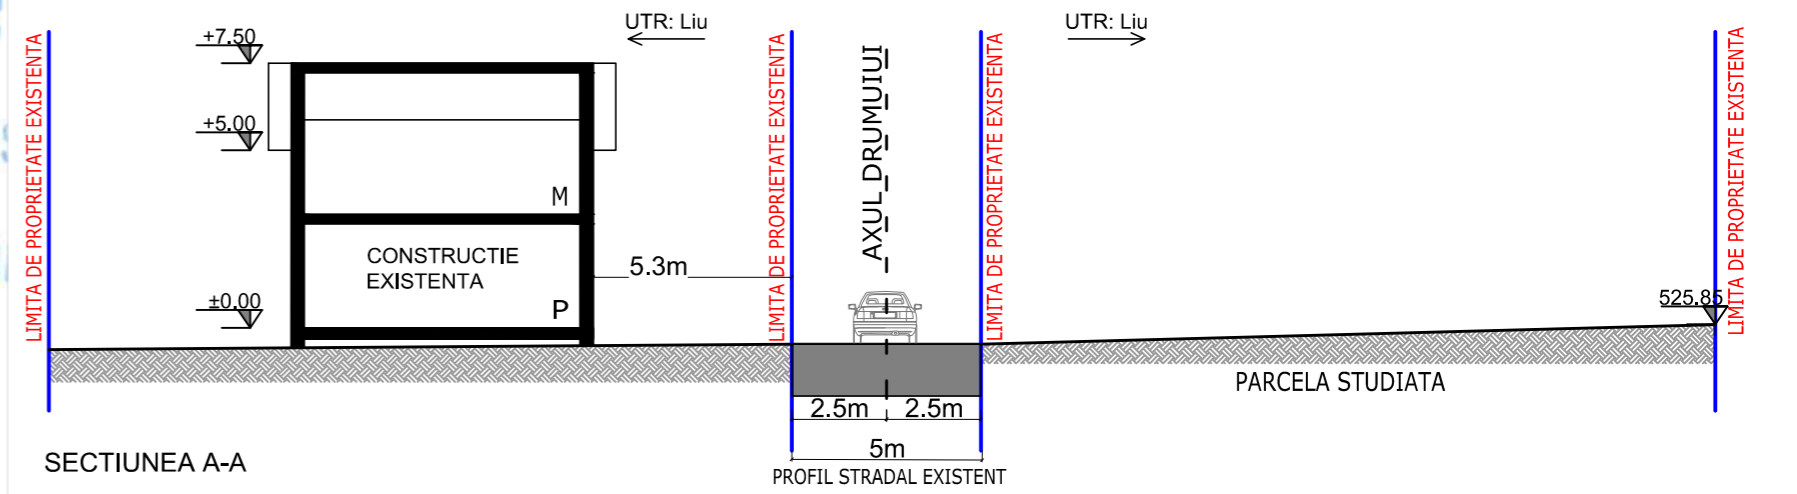 UTR: Liu
UTR: Liu
+7.50
+5.00
±0.00
LIMITA DE PROPRIETATE EXISTENTA
LIMITA DE PROPRIETATE EXISTENTA
AXUL DRUMUIUI
LIMITA DE PROPRIETATE EXISTENTA
LIMITA DE PROPRIETATE EXISTENTA
M
CONSTRUCTIE
EXISTENTA
P
5.3m
525.85
PARCELA STUDIATA
2.5m
2.5m
5m
PROFIL STRADAL EXISTENT
SECTIUNEA A-A